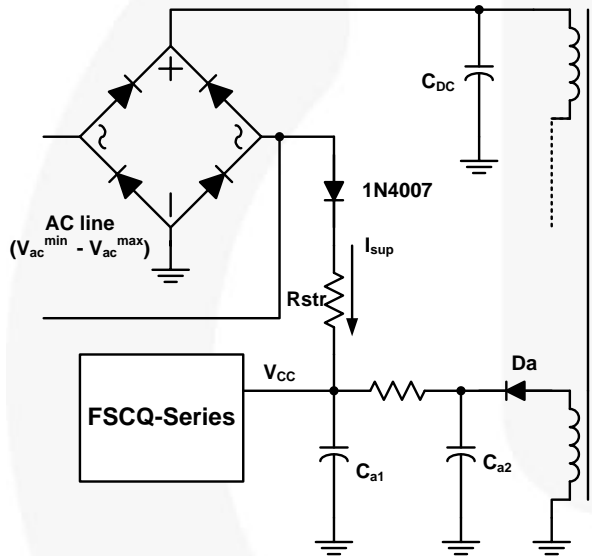 C_DC
1N4007
AC line
(V_ac^min - V_ac^max)
I_sup
Rstr
V_CC
Da
FSCQ-Series
C_a1
C_a2